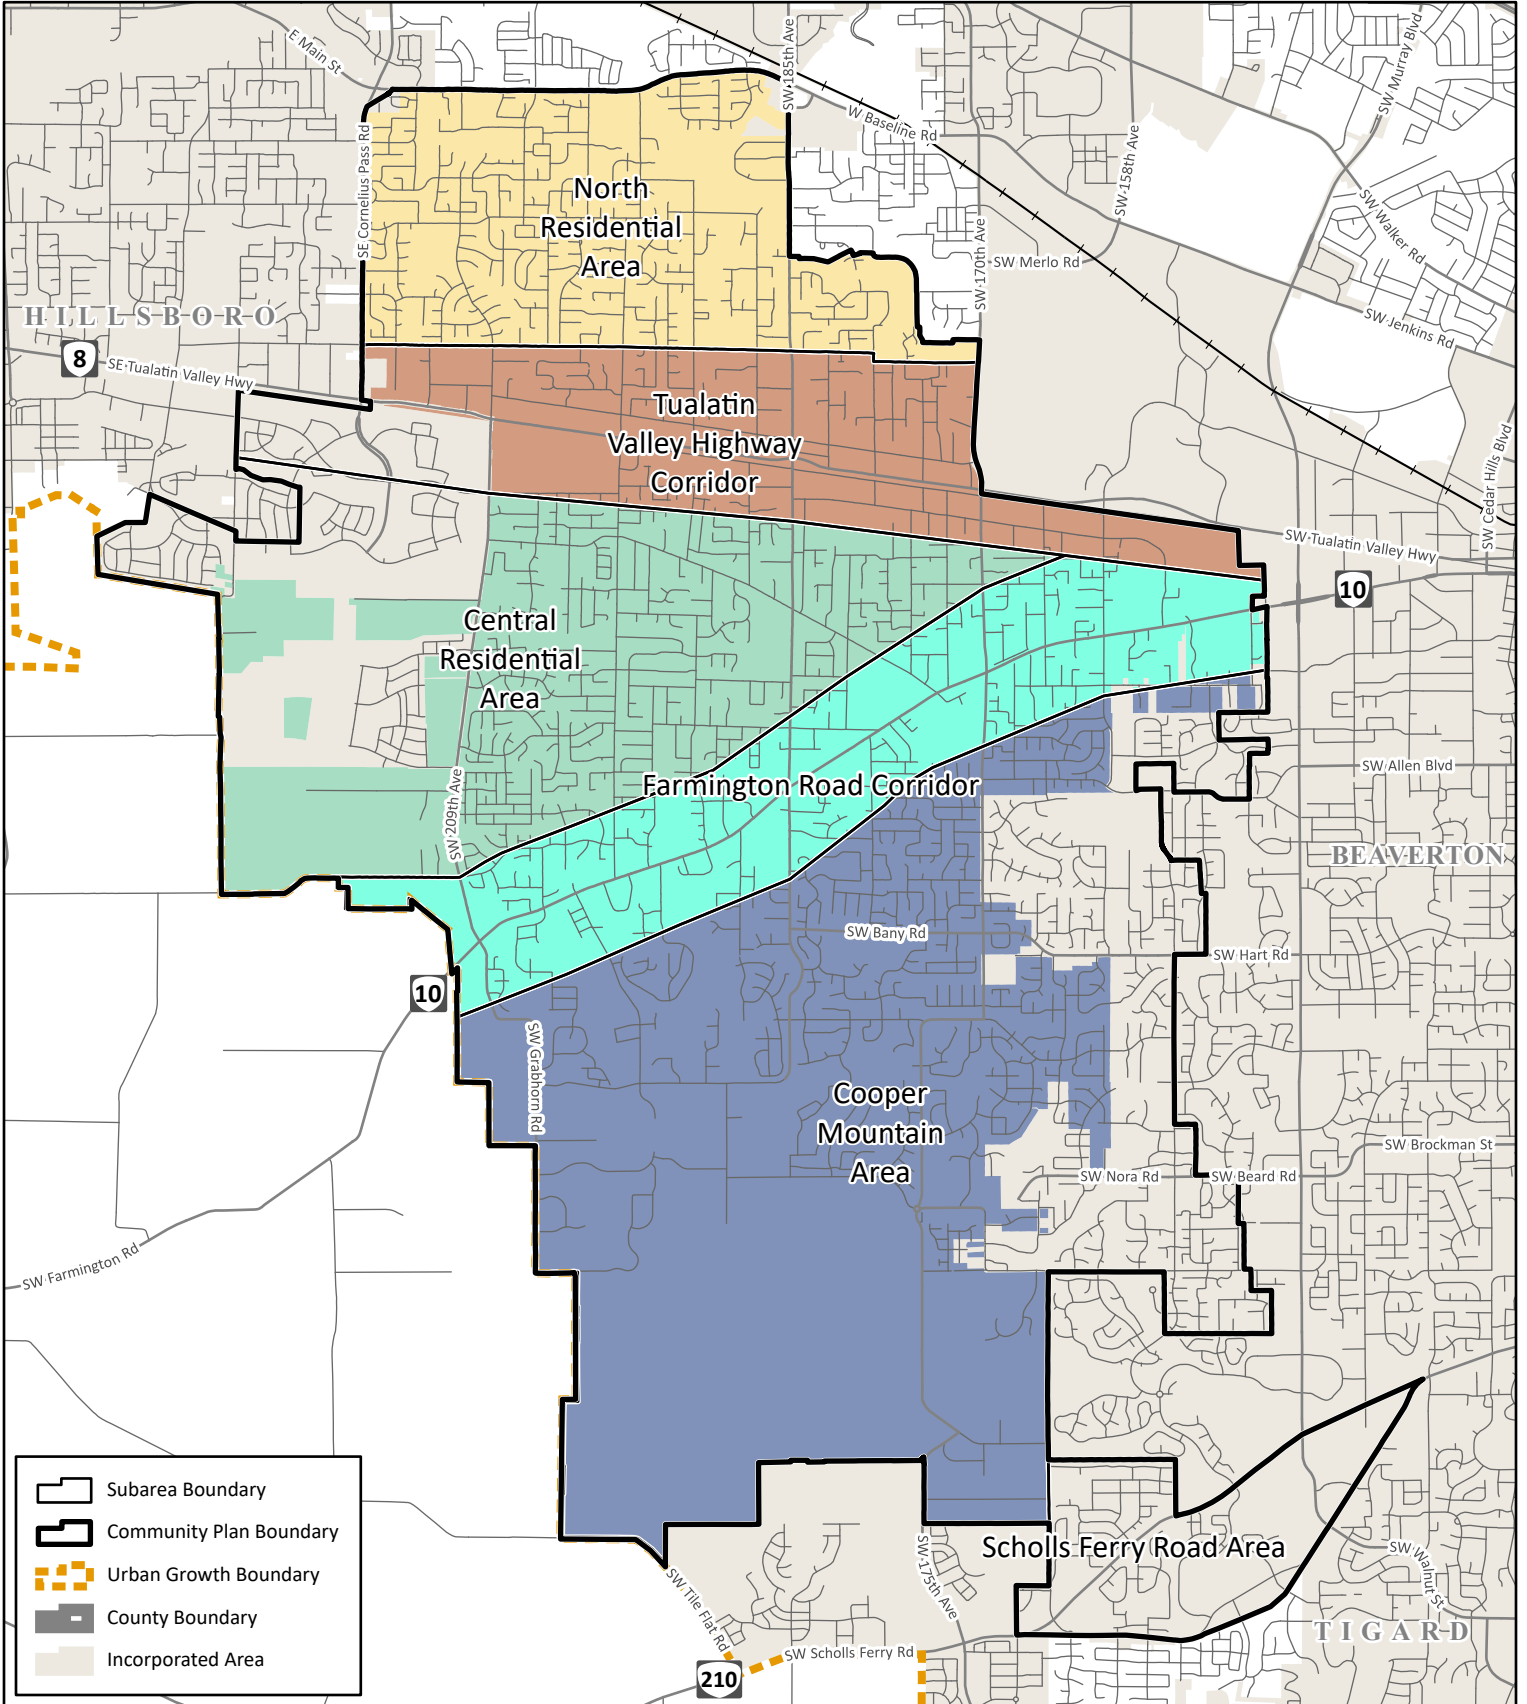 E Main St
SW 185th Ave
W Baseline Rd
SW Murray Blvd
SE Cornelius Pass Rd
SW 158th Ave
North
Residential
Area
SW Walker Rd
SW 170th Ave
SW Merlo Rd
HILLSBORO
SW Jenkins Rd
8
SE Tualatin Valley Hwy
Tualatin
Valley Highway
Corridor
SW Cedar Hills Blvd
SW Tualatin Valley Hwy
10
Central
Residential
Area
SW 209th Ave
Farmington Road Corridor
SW Allen Blvd
BEAVERTON
SW Bany Rd
SW Hart Rd
10
SW Grabhorn Rd
Cooper
Mountain
Area
SW Brockman St
SW Nora Rd
SW Beard Rd
SW Farmington Rd
Subarea Boundary
Community Plan Boundary
Urban Growth Boundary
County Boundary
Incorporated Area
Scholls Ferry Road Area
SW 175th Ave
SW Walnut St
SW Tile Flat Rd
TIGARD
SW Scholls Ferry Rd
210